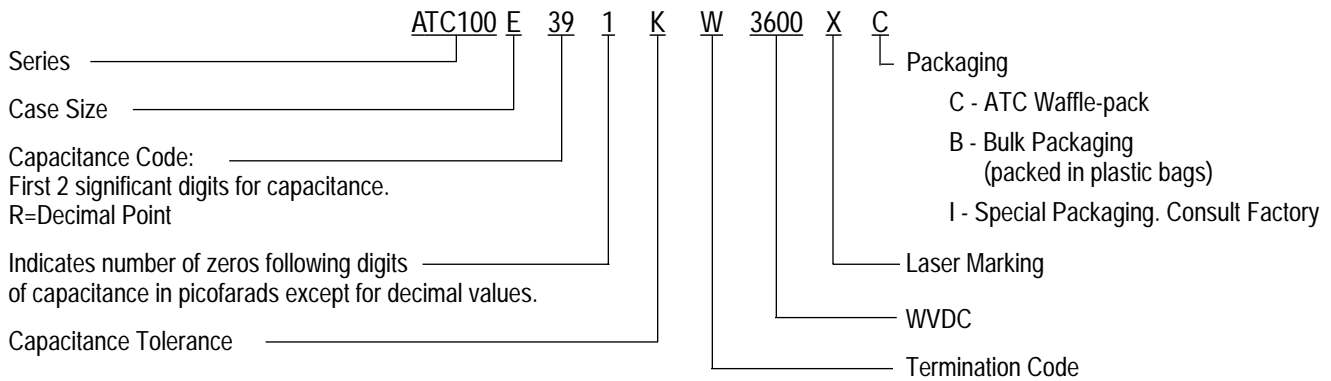 ATC100 E 39 1 K W 3600 X C
Series
Case Size
Capacitance Code:
First 2 significant digits for capacitance.
R=Decimal Point
Indicates number of zeros following digits
of capacitance in picofarads except for decimal values.
Capacitance Tolerance
Packaging
C - ATC Waffle-pack
B - Bulk Packaging
(packed in plastic bags)
I - Special Packaging. Consult Factory
Laser Marking
WVDC
Termination Code